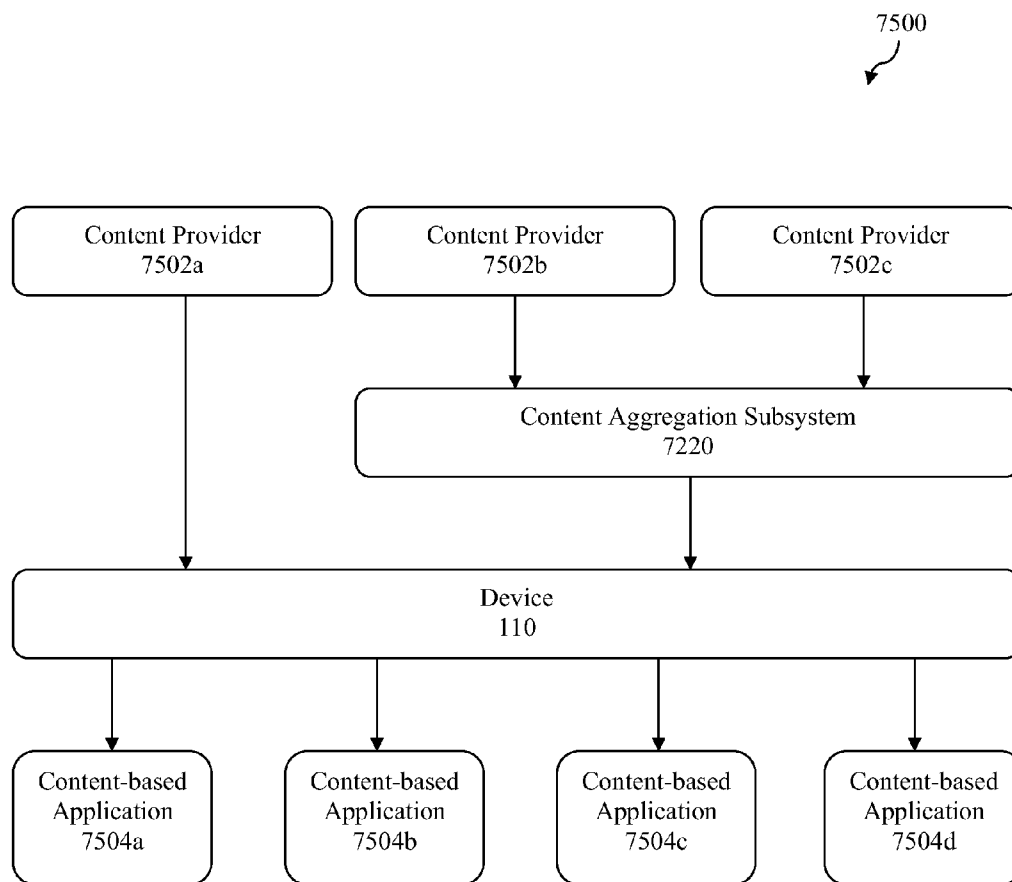 7500
Content Provider
7502a
Content Provider
7502b
Content Provider
7502c
Content Aggregation Subsystem
7220
Device
110
Content-based
Application
7504a
Content-based
Application
7504b
Content-based
Application
7504c
Content-based
Application
7504d